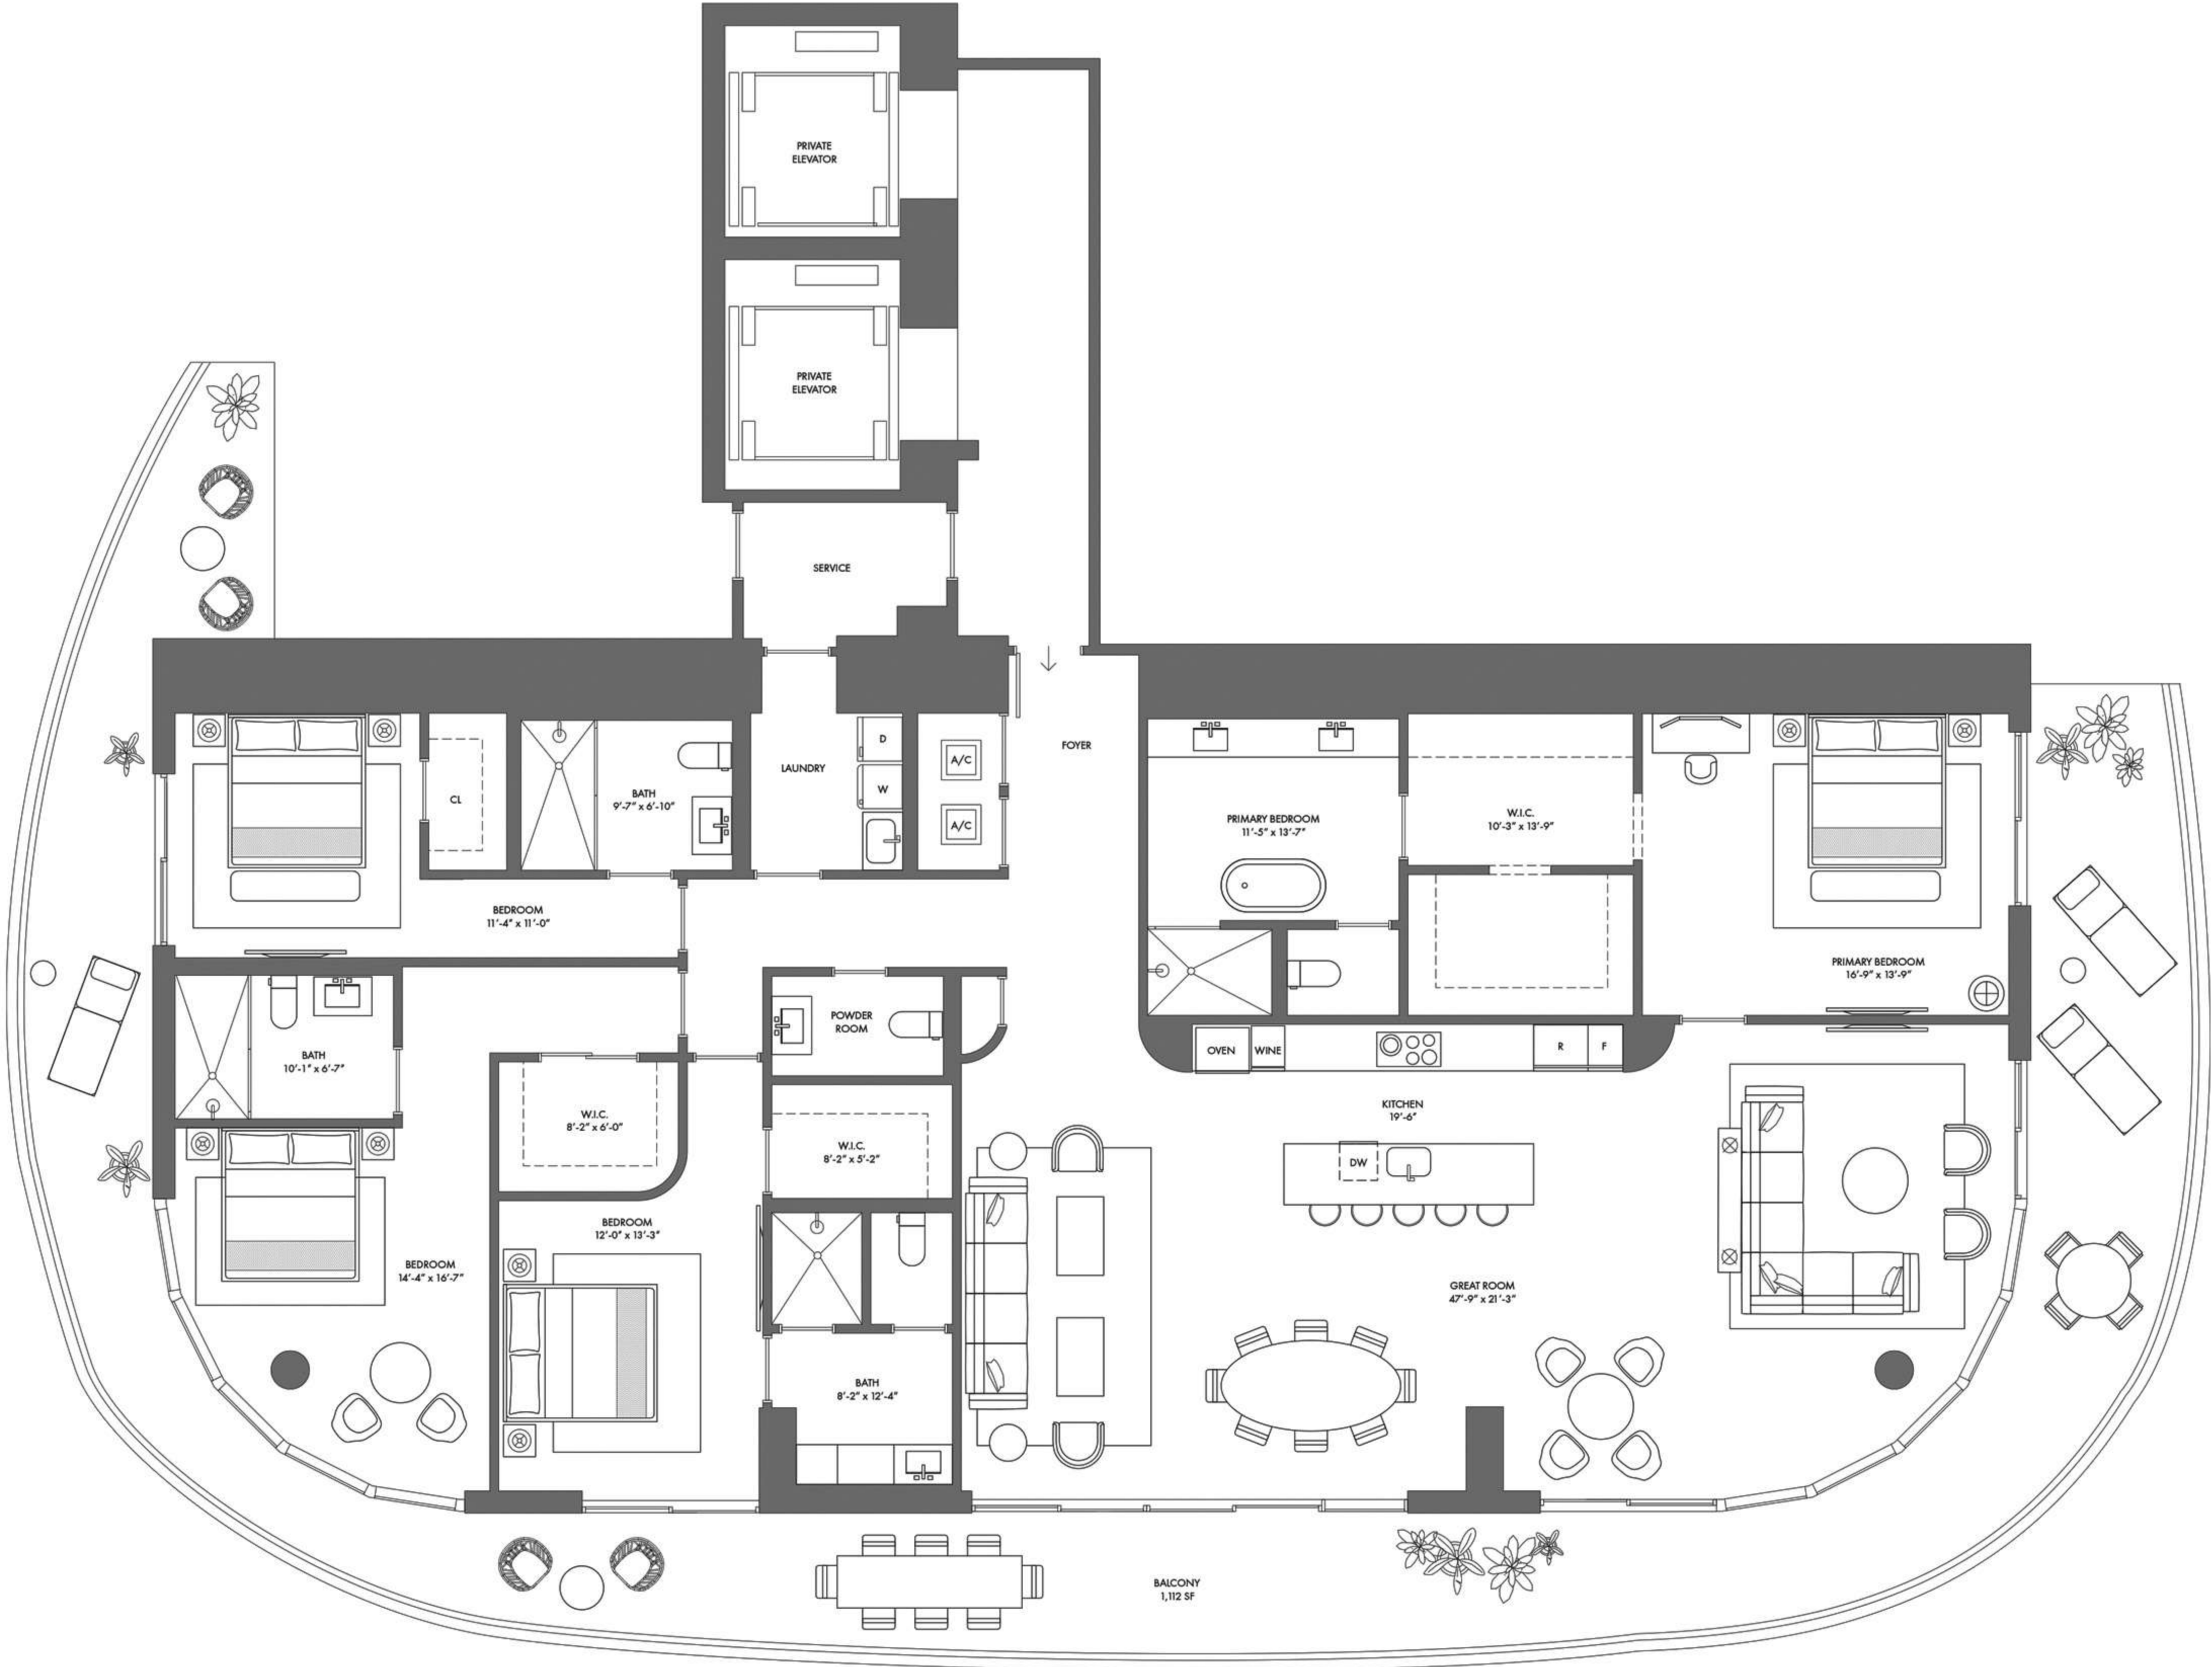 PRIVATE
ELEVATOR
PRIVATE
ELEVATOR
SERVICE
FOYER
LAUNDRY
D
W
A/C
A/C
CL
BATH
9'-7" x 6'-10"
BEDROOM
11'-4" x 11'-0"
PRIMARY BEDROOM
11'-5" x 13'-7"
W.I.C.
10'-3" x 13'-9"
PRIMARY BEDROOM
16'-9" x 13'-9"
BATH
10'-1" x 6'-7"
POWDER
ROOM
OVEN
WINE
R
F
W.I.C.
8'-2" x 6'-0"
W.I.C.
8'-2" x 5'-2"
KITCHEN
19'-6"
DW
BEDROOM
14'-4" x 16'-7"
BEDROOM
12'-0" x 13'-3"
GREAT ROOM
47'-9" x 21'-3"
BATH
8'-2" x 12'-4"
BALCONY
1,112 SF